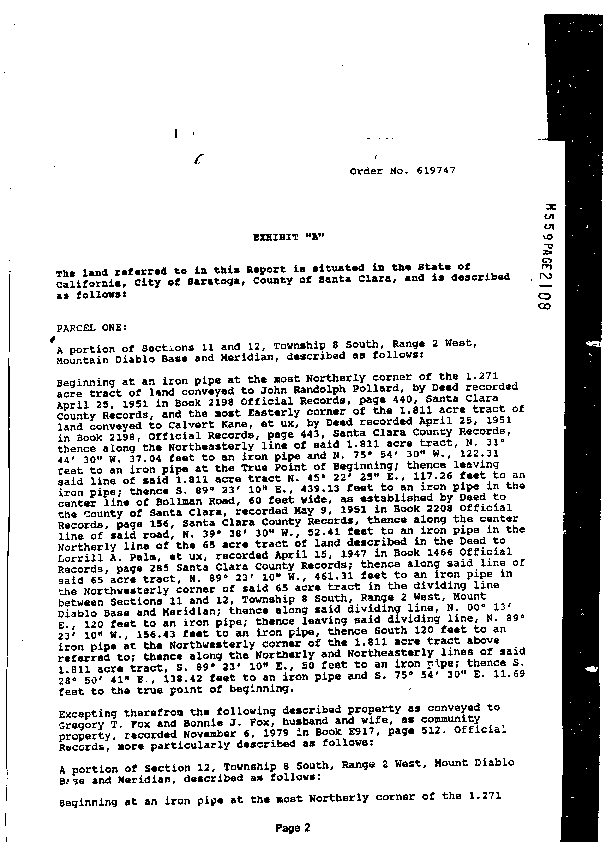 Order No. 619747
M559PAGE2108
EXHIBIT "A"
The land referred to in this Report is situated in the State of
California, City of Saratoga, County of Santa Clara, and is described
as follows:
PARCEL ONE:
A portion of Sections 11 and 12, Township 8 South, Range 2 West,
Mountain Diablo Base and Meridian, described as follows:
Beginning at an iron pipe at the most Northerly corner of the 1.271
acre tract of land conveyed to John Randolph Pollard, by Deed recorded
April 25, 1951 in Book 2198 Official Records, page 440, Santa Clara
County Records, and the most Easterly corner of the 1.811 acre tract of
land conveyed to Calvert Kane, et ux, by Deed recorded April 25, 1951
in Book 2198, Official Records, page 443, Santa Clara County Records,
thence along the Northeasterly line of said 1.811 acre tract, N. 31°
44' 30" W. 37.04 feet to an iron pipe and N. 75° 54' 30" W., 122.31
feet to an iron pipe at the True Point of Beginning; thence leaving
said line of said 1.811 acre tract N. 45° 22' 25" E., 117.26 feet to an
iron pipe; thence S. 89° 23' 10" E., 439.13 feet to an iron pipe in the
center line of Bollman Road, 60 feet wide, as established by Deed to
the County of Santa Clara, recorded May 9, 1951 in Book 2208 Official
Records, page 156, Santa Clara County Records, thence along the center
line of said road, N. 39° 38' 30" W., 52.41 feet to an iron pipe in the
Northerly line of the 65 acre tract of land described in the Deed to
Lorrill A. Palm, et ux, recorded April 15, 1947 in Book 1466 Official
Records, page 285 Santa Clara County Records; thence along said line of
said 65 acre tract, N. 89° 23' 10" W., 461.31 feet to an iron pipe in
the Northwesterly corner of said 65 acre tract in the dividing line
between Sections 11 and 12, Township 8 South, Range 2 West, Mount
Diablo Base and Meridian; thence along said dividing line, N. 00° 13'
E., 120 feet to an iron pipe; thence leaving said dividing line, N. 89°
23' 10" W., 156.43 feet to an iron pipe, thence South 120 feet to an
iron pipe at the Northwesterly corner of the 1.811 acre tract above
referred to; thence along the Northerly and Northeasterly lines of said
1.811 acre tract, S. 89° 23' 10" E., 50 feet to an iron pipe; thence S.
28° 50' 41" E., 138.42 feet to an iron pipe and S. 75° 54' 30" E. 11.69
feet to the true point of beginning.
Excepting therefrom the following described property as conveyed to
Gregory T. Fox and Bonnie J. Fox, husband and wife, as community
property, recorded November 6, 1979 in Book E917, page 512. Official
Records, more particularly described as follows:
A portion of Section 12, Township 8 South, Range 2 West, Mount Diablo
Base and Meridian, described as follows:
Beginning at an iron pipe at the most Northerly corner of the 1.271
Page 2